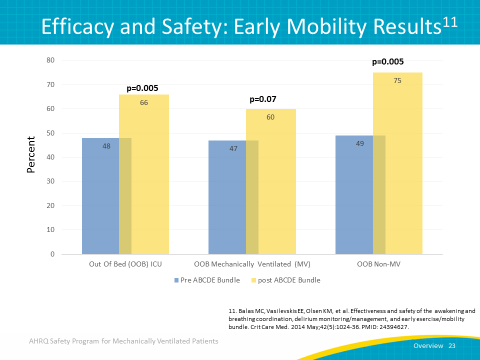 Efficacy and Safety: Early Mobility Results11
80
70
60
50
40
30
20
10
0
Percent
p=0.005
p=0.07
p=0.005
48
66
47
60
49
75
Out Of Bed (OOB) ICU
OOB Mechanically Ventilated (MV)
OOB Non-MV
Pre ABCDE Bundle
post ABCDE Bundle
11. Balas MC, Vasilevskis EE, Olsen KM, et al. Effectiveness and safety of the awakening and
breathing coordination, delirium monitoring/management, and early exercise/mobility
bundle. Crit Care Med. 2014 May;42(5):1024-36. PMID: 24394627.
AHRQ Safety Program for Mechanically Ventilated Patients
Overview 23